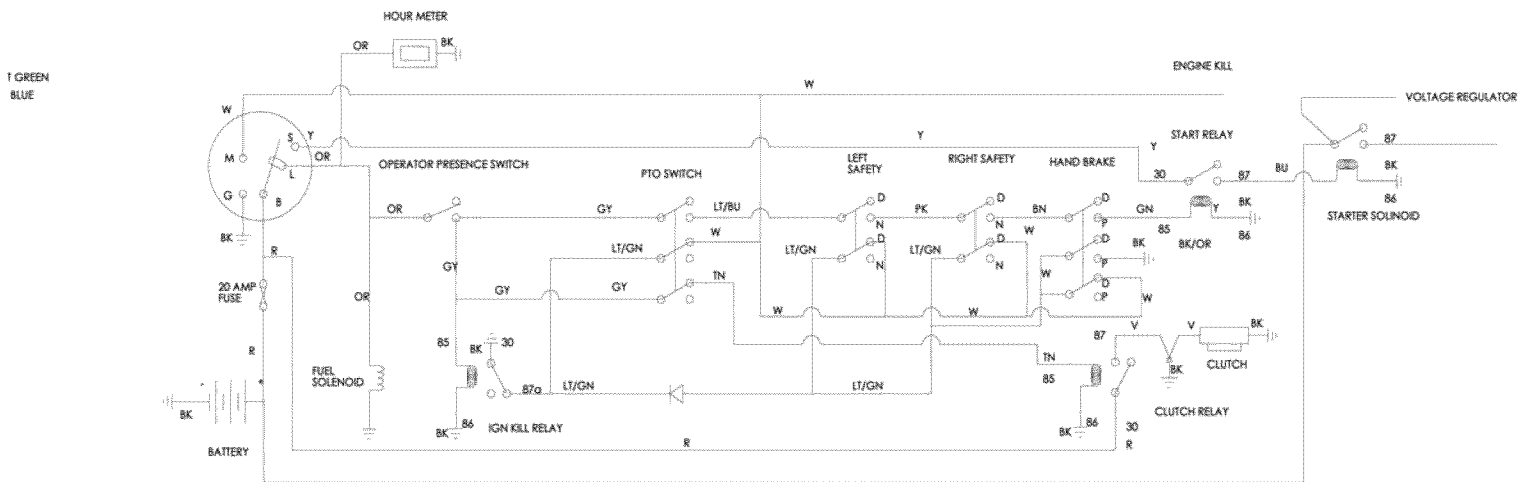 HOUR METER
OR
BK
ENGINE KILL
T GREEN
BLUE
W
W
VOLTAGE REGULATOR
S
Y
Y
START RELAY
87
M
OR
L
OPERATOR PRESENCE SWITCH
LEFT
SAFETY
RIGHT SAFETY
HAND BRAKE
Y
PTO SWITCH
30
87
BU
BK
G
B
86
STARTER SOLINOID
OR
GY
LT/BU
D
N
PK
D
N
BN
D
P
GN
85
Y
BK
86
BK/OR
BK
R
LT/GN
W
LT/GN
D
N
LT/GN
D
N
W
D
P
BK
20 AMP
FUSE
OR
GY
GY
GY
TN
W
D
P
W
W
W
R
85
BK
30
87
V
V
BK
CLUTCH
BK
TN
85
FUEL
SOLENOID
87a
LT/GN
LT/GN
- +
BK
BK
86
IGN KILL RELAY
BK
86
CLUTCH RELAY
30
R
BATTERY
R